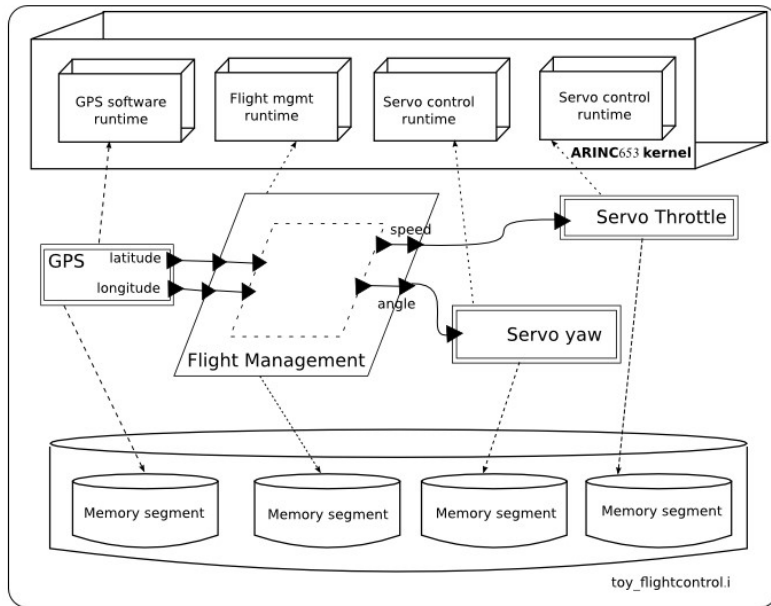 GPS software
runtime
Flight mgmt
runtime
Servo control
runtime
Servo control
runtime
ARINC653 kernel
GPS
latitude
longitude
speed
angle
Flight Management
Servo Throttle
Servo yaw
Memory segment
Memory segment
Memory segment
Memory segment
toy_flightcontrol.i